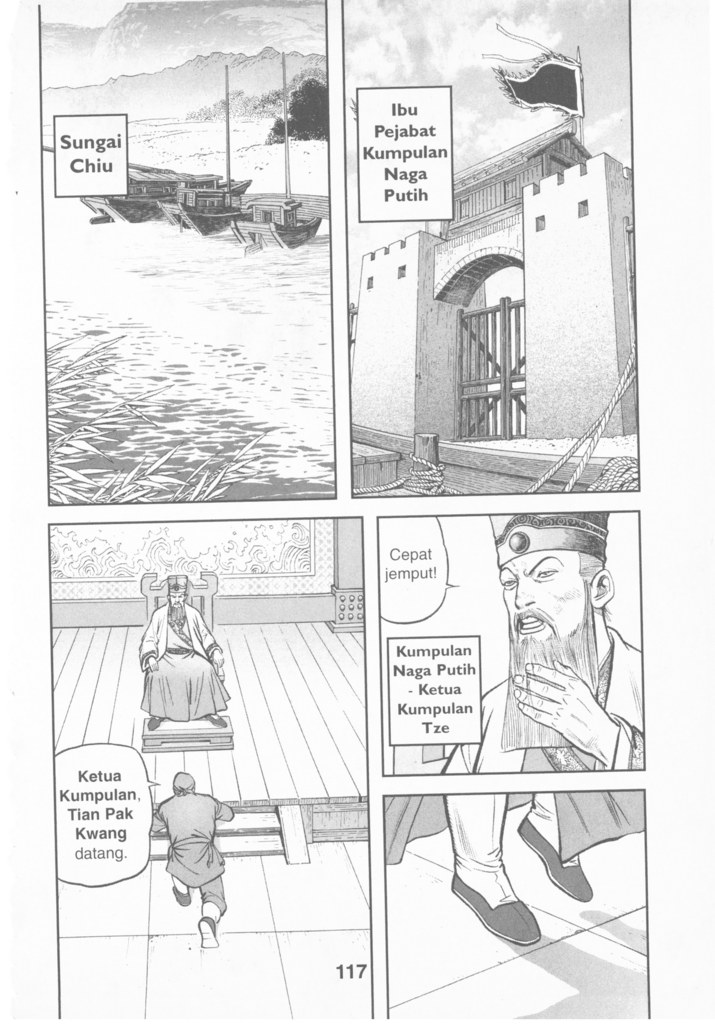 Sungai
Chiu
Ibu
Pejabat
Kumpulan
Naga
Putih
Ketua
Kumpulan,
Tian Pak
Kwang
datang.
Cepat
jemput!
Kumpulan
Naga Putih
- Ketua
Kumpulan
Tze
117